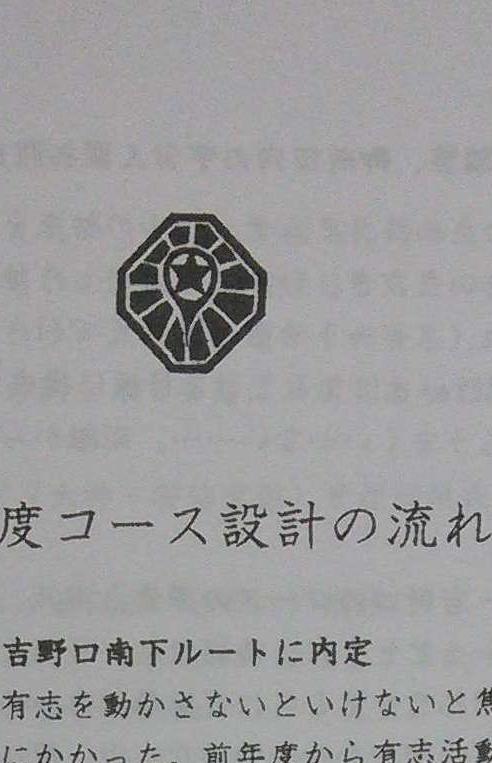 度コース設計の流れ
吉野口南下ルートに内定
有志を動かさないといけないと焦
にかかった。前年度から有志活動